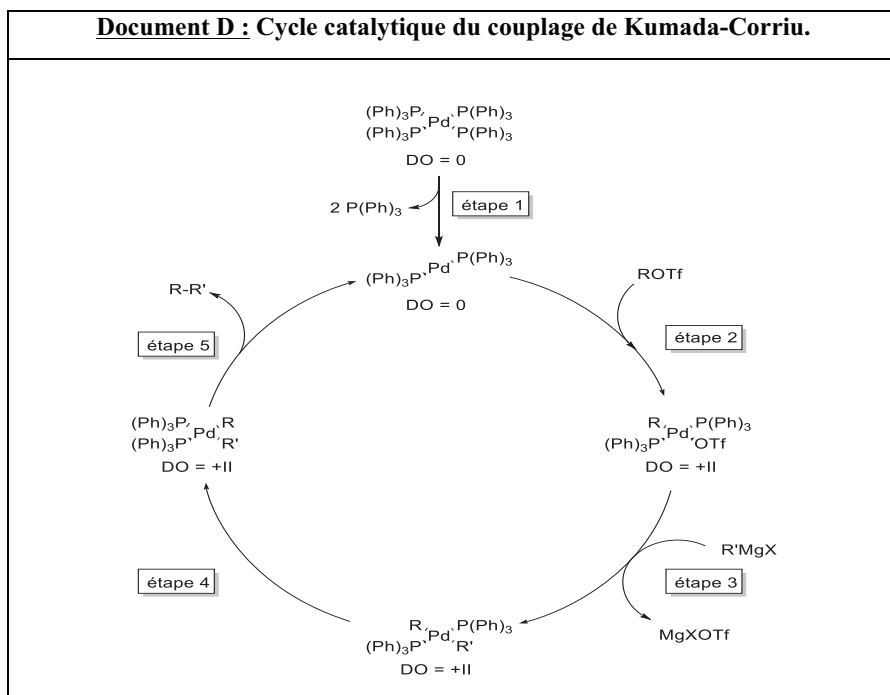 Document D : Cycle catalytique du couplage de Kumada-Corriu.
(Ph)₃P P(Ph)₃
Pd
(Ph)₃P P(Ph)₃
DO = 0
2 P(Ph)₃
étape 1
P(Ph)₃
Pd
(Ph)₃P
DO = 0
ROTf
étape 2
R P(Ph)₃
Pd
(Ph)₃P OTf
DO = +II
R'MgX
étape 3
MgXOTf
R P(Ph)₃
Pd
(Ph)₃P R'
DO = +II
étape 4
(Ph)₃P R
Pd
(Ph)₃P R'
DO = +II
étape 5
R-R'